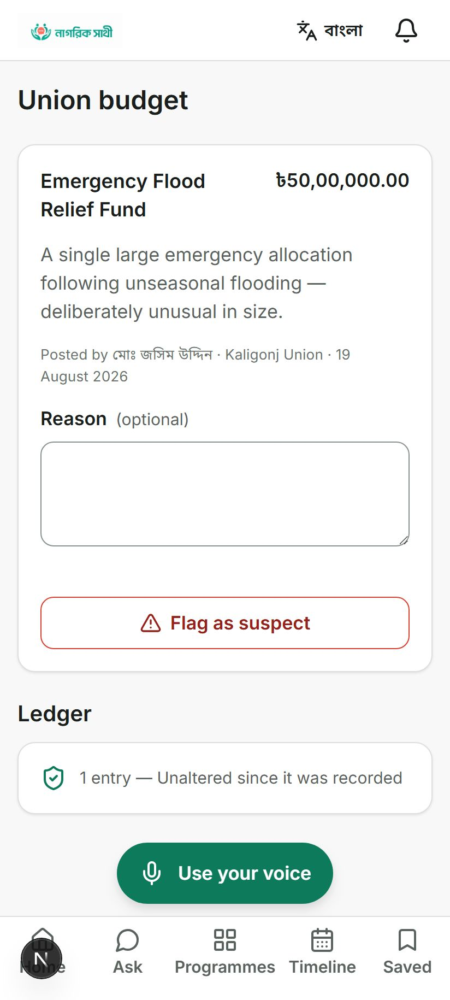 নাগরিক সাথী
বাংলা
Union budget
Emergency Flood
Relief Fund
৳50,00,000.00
A single large emergency allocation
following unseasonal flooding —
deliberately unusual in size.
Posted by মোঃ জসিম উদ্দিন · Kaligonj Union · 19
August 2026
Reason (optional)
Flag as suspect
Ledger
1 entry — Unaltered since it was recorded
Use your voice
Home
Ask
Programmes
Timeline
Saved
N